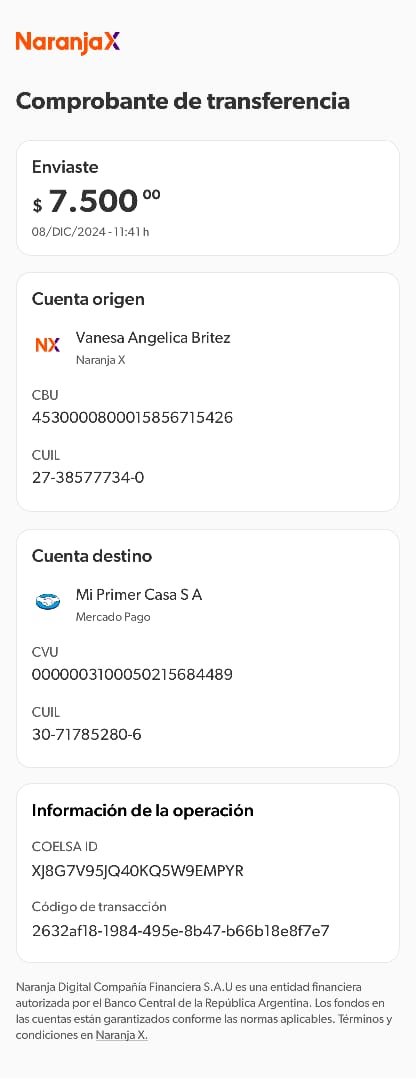 NaranjaX
Comprobante de transferencia
Enviaste
$ 7.500 00
08/DIC/2024 - 11:41 h
Cuenta origen
NX
Vanesa Angelica Britez
Naranja X
CBU
4530000800015856715426
CUIL
27-38577734-0
Cuenta destino
Mi Primer Casa S A
Mercado Pago
CVU
0000003100050215684489
CUIL
30-71785280-6
Información de la operación
COELSA ID
XJ8G7V95JQ40KQ5W9EMPYR
Código de transacción
2632af18-1984-495e-8b47-b66b18e8f7e7
Naranja Digital Compañía Financiera S.A.U es una entidad financiera
autorizada por el Banco Central de la República Argentina. Los fondos en
las cuentas están garantizados conforme las normas aplicables. Términos y
condiciones en Naranja X.